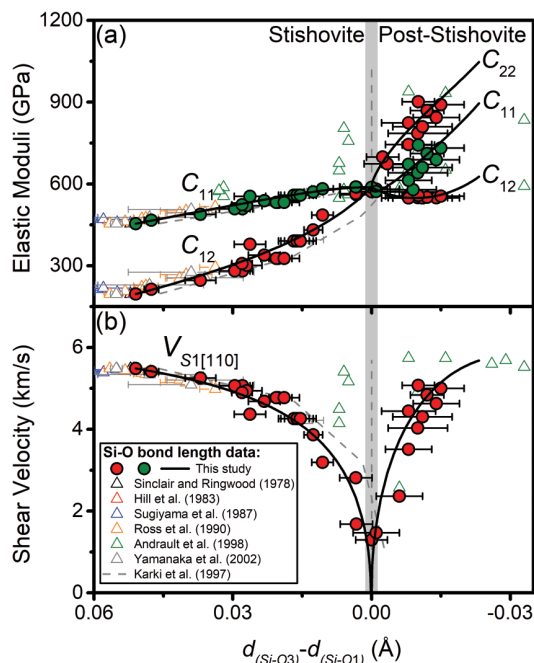 (a)
Stishovite
Post-Stishovite
Elastic Moduli (GPa)
1200
900
600
300
C22
C11
C12
C11
C12
(b)
Shear Velocity (km/s)
6
4
2
0
VS1[110]
Si-O bond length data:
This study
Sinclair and Ringwood (1978)
Hill et al. (1983)
Sugiyama et al. (1987)
Ross et al. (1990)
Andrault et al. (1998)
Yamanaka et al. (2002)
Karki et al. (1997)
0.06 0.03 0.00 -0.03
d(Si-O3)-d(Si-O1) (Å)